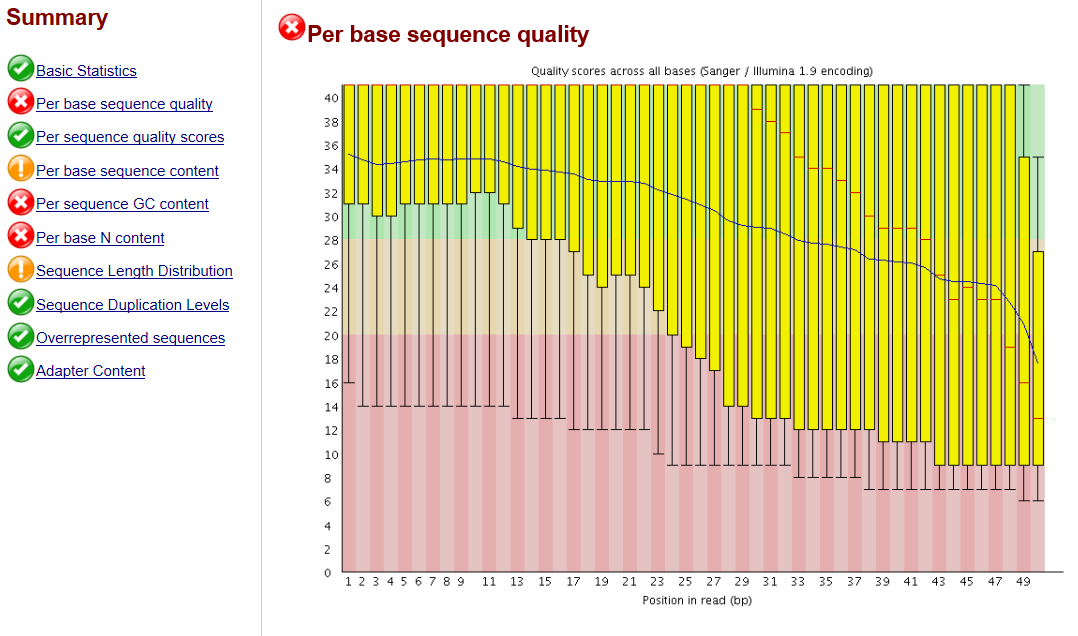 Summary
Basic Statistics
Per base sequence quality
Per sequence quality scores
Per base sequence content
Per sequence GC content
Per base N content
Sequence Length Distribution
Sequence Duplication Levels
Overrepresented sequences
Adapter Content
Per base sequence quality
Quality scores across all bases (Sanger / Illumina 1.9 encoding)
40
38
36
34
32
30
28
26
24
22
20
18
16
14
12
10
8
6
4
2
0
1 2 3 4 5 6 7 8 9 11 13 15 17 19 21 23 25 27 29 31 33 35 37 39 41 43 45 47 49
Position in read (bp)